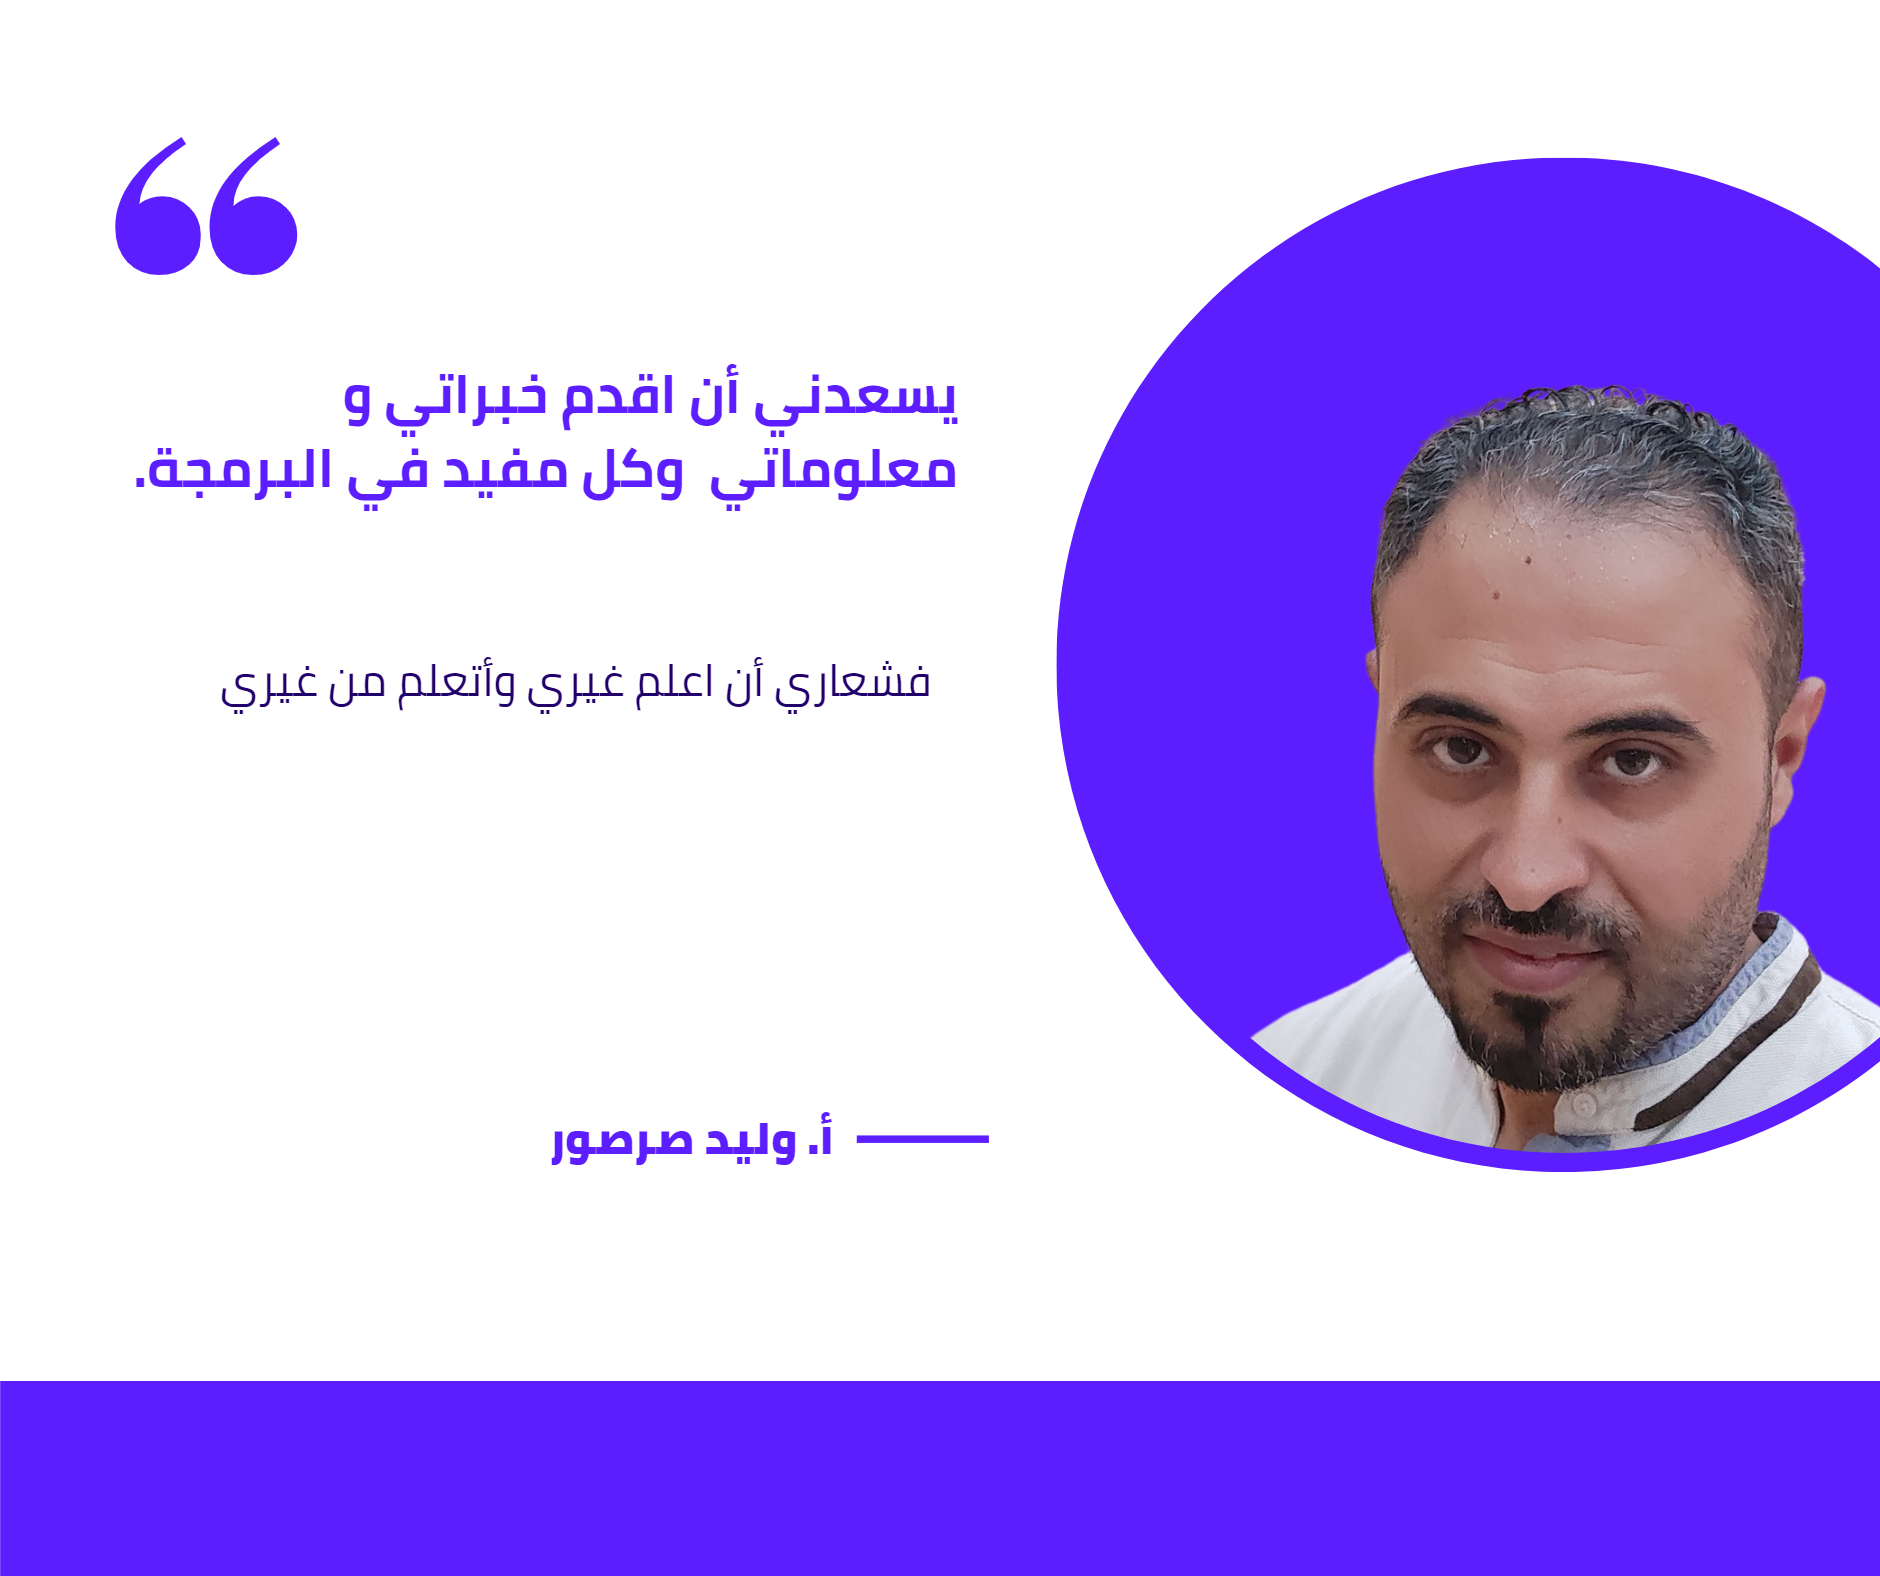 يسعدني أن اقدم خبراتي و
معلوماتي وكل مفيد في البرمجة.
فشعاري أن اعلم غيري وأتعلم من غيري
أ. وليد صرصور